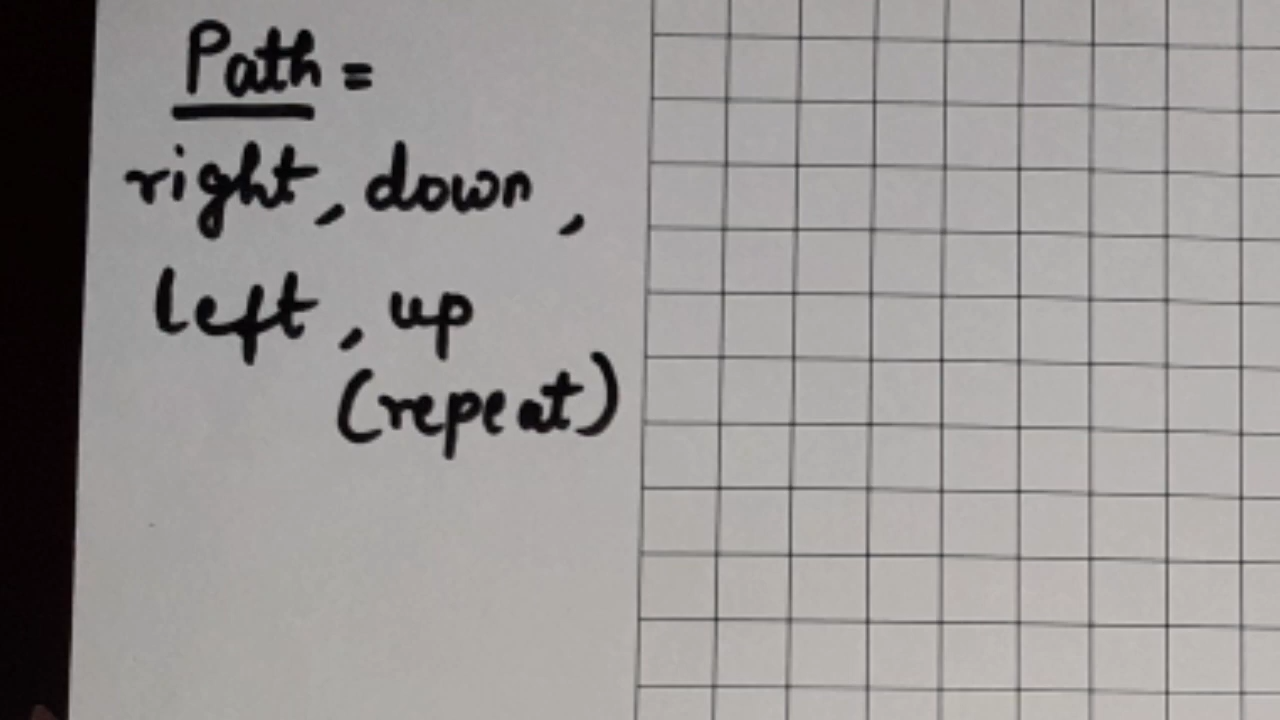 Path =
right, down,
left, up
(repeat)